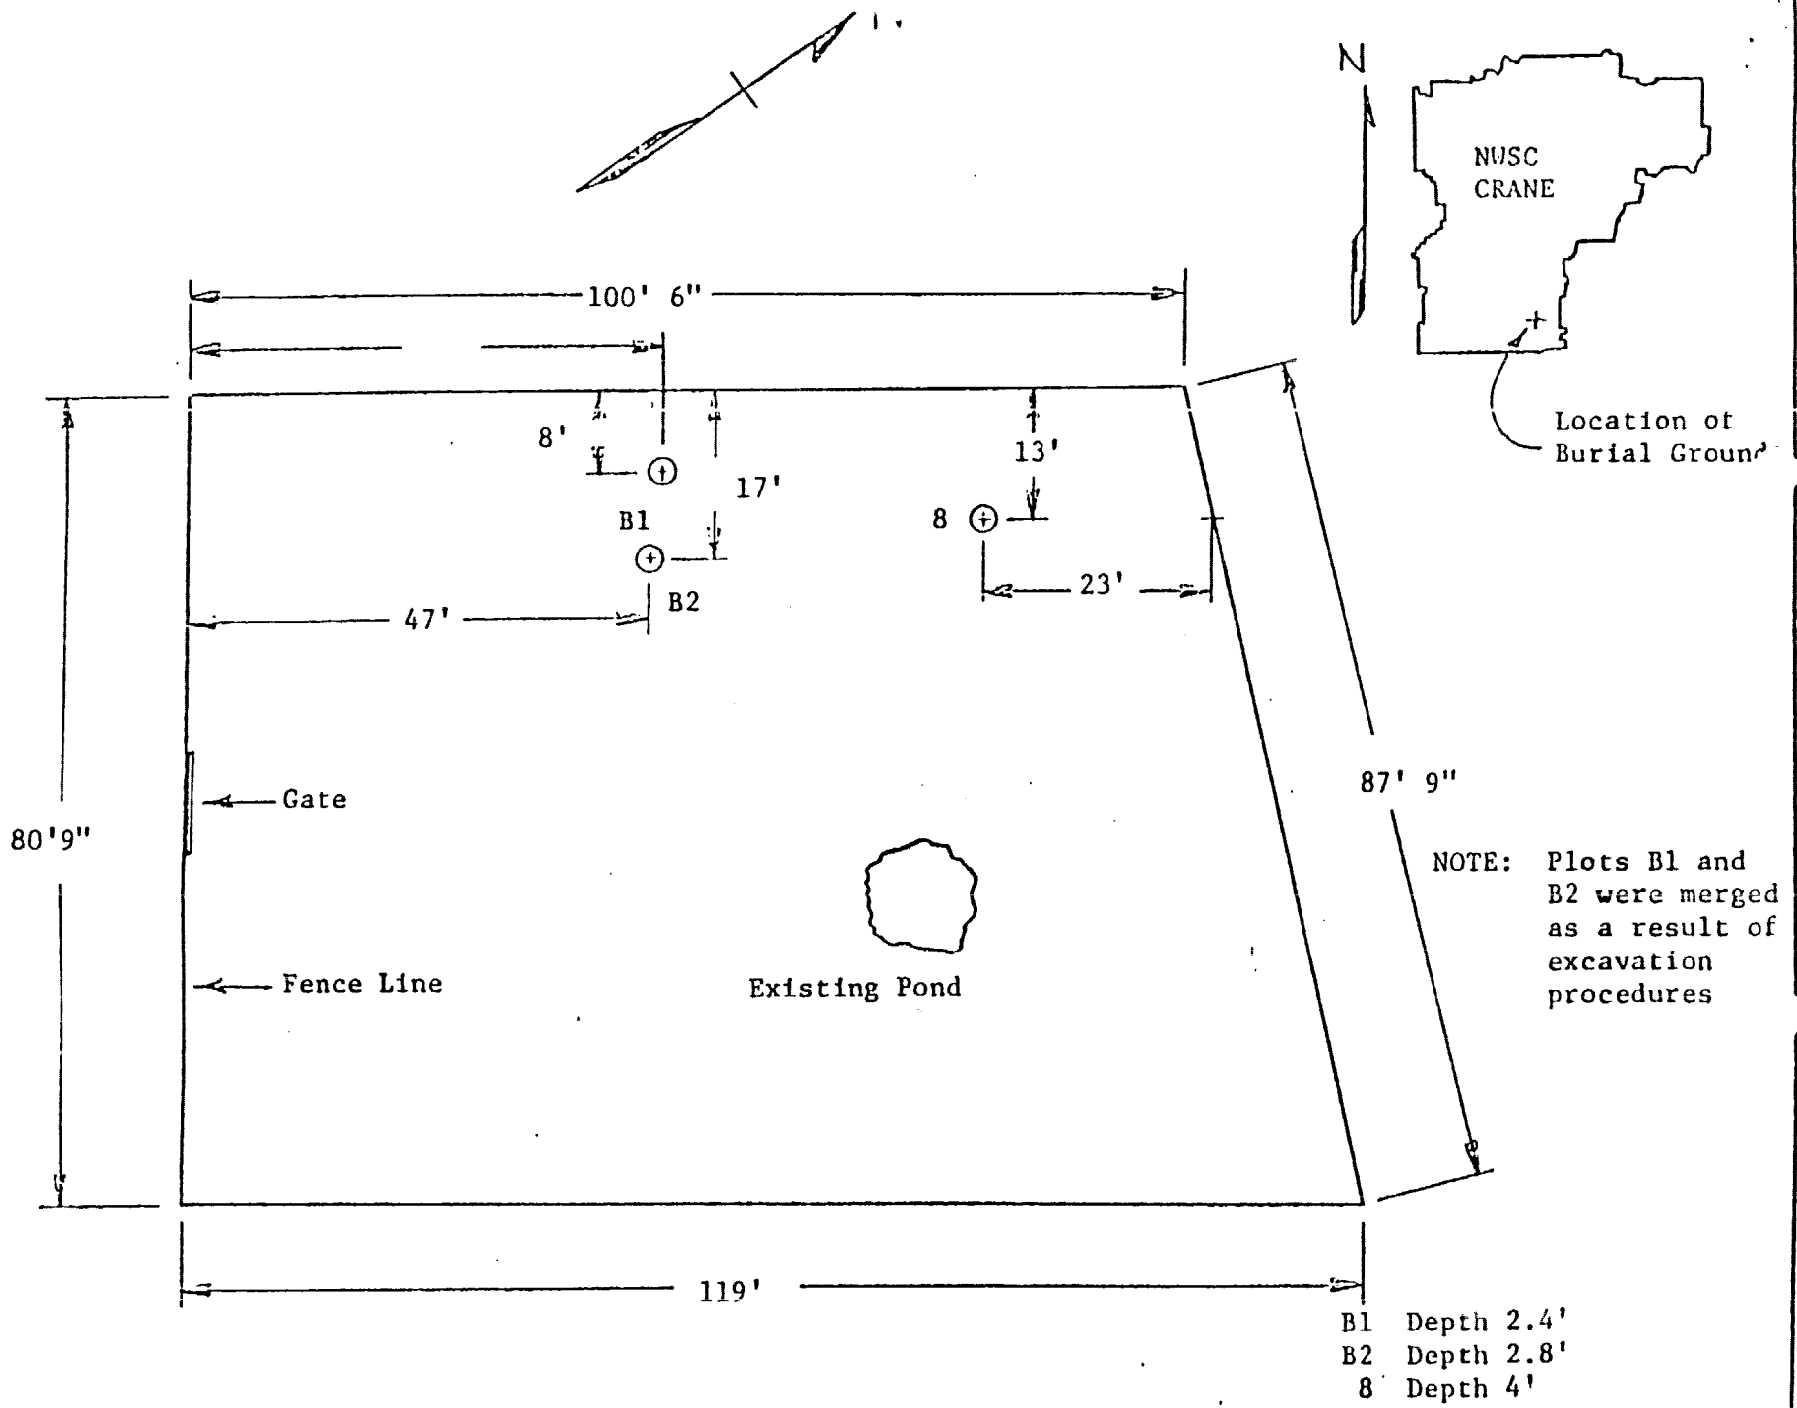 N
NWSC
CRANE
100' 6"
8'
13'
17'
B1
8
23'
B2
47'
Location of
Burial Ground
Gate
80'9"
87' 9"
NOTE: Plots B1 and
B2 were merged
as a result of
excavation
procedures
Fence Line
Existing Pond
119'
B1 Depth 2.4'
B2 Depth 2.8'
8 Depth 4'